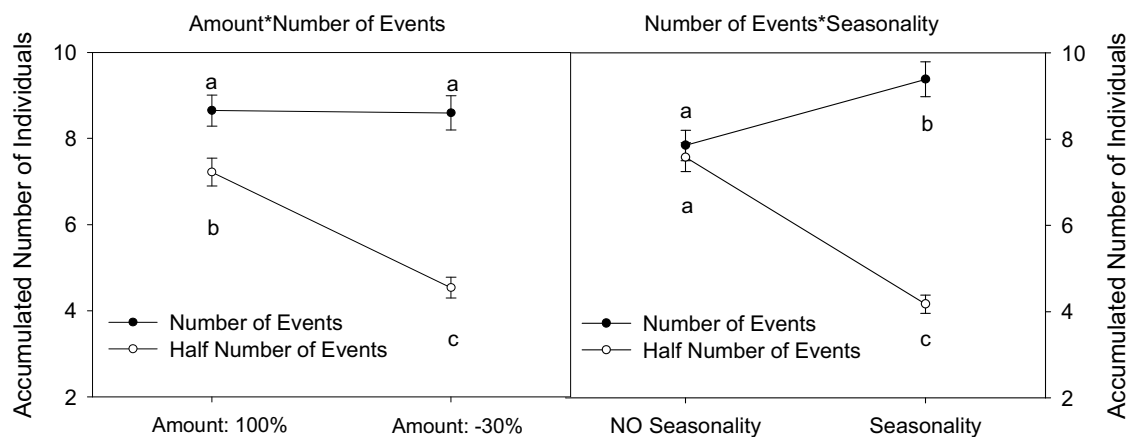 Amount*Number of Events
Number of Events*Seasonality
Accumulated Number of Individuals
10
8
6
4
2
a
a
b
c
Number of Events
Half Number of Events
Amount: 100%
Amount: -30%
a
b
a
c
Number of Events
Half Number of Events
NO Seasonality
Seasonality
10
8
6
4
2
Accumulated Number of Individuals